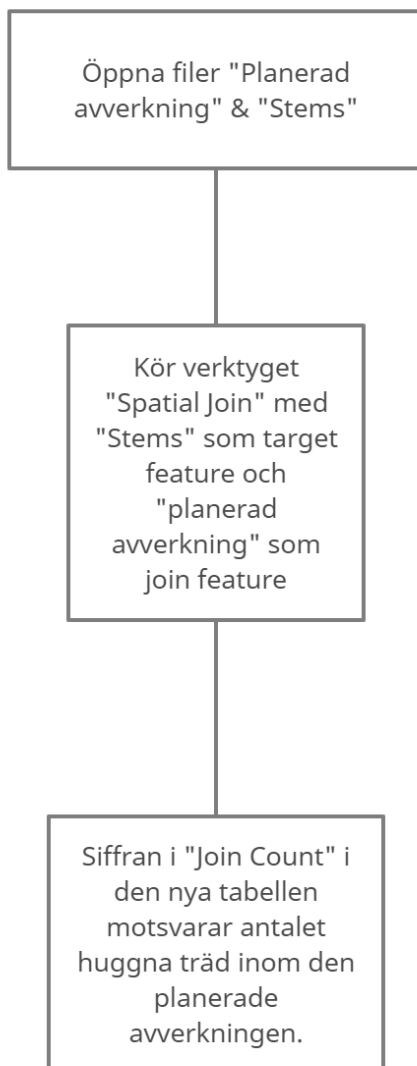 Öppna filer "Planerad
avverkning" & "Stems"
Kör verktyget
"Spatial Join" med
"Stems" som target
feature och
"planerad
avverkning" som
join feature
Siffran i "Join Count" i
den nya tabellen
motsvarar antalet
huggna träd inom den
planerade
avverkningen.